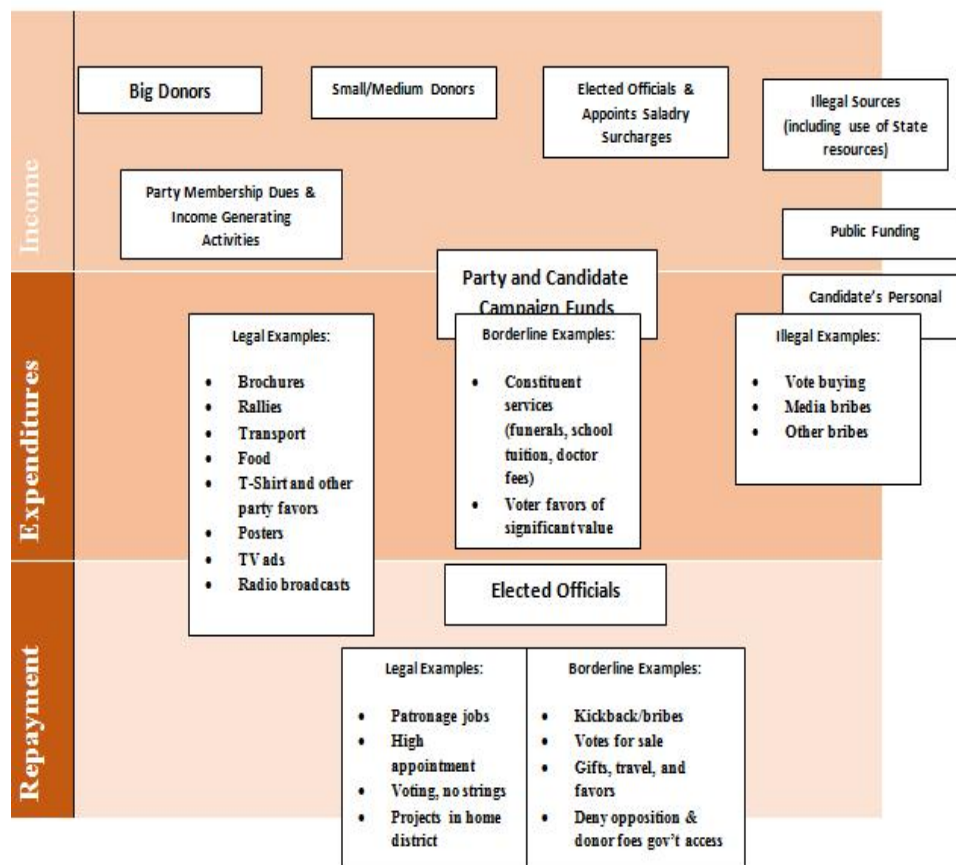 Income
Big Donors
Small/Medium Donors
Elected Officials &
Appoints Saladry
Surcharges
Illegal Sources
(including use of State
resources)
Party Membership Dues &
Income Generating
Activities
Public Funding
Candidate's Personal
Party and Candidate
Campaign Funds
Expenditures
Legal Examples:
• Brochures
• Rallies
• Transport
• Food
• T-Shirt and other
party favors
• Posters
• TV ads
• Radio broadcasts
Borderline Examples:
• Constituent
services
(funerals, school
tuition, doctor
fees)
• Voter favors of
significant value
Illegal Examples:
• Vote buying
• Media bribes
• Other bribes
Repayment
Elected Officials
Legal Examples:
• Patronage jobs
• High
appointment
• Voting, no strings
• Projects in home
district
Borderline Examples:
• Kickback/bribes
• Votes for sale
• Gifts, travel, and
favors
• Deny opposition &
donor foes gov't access